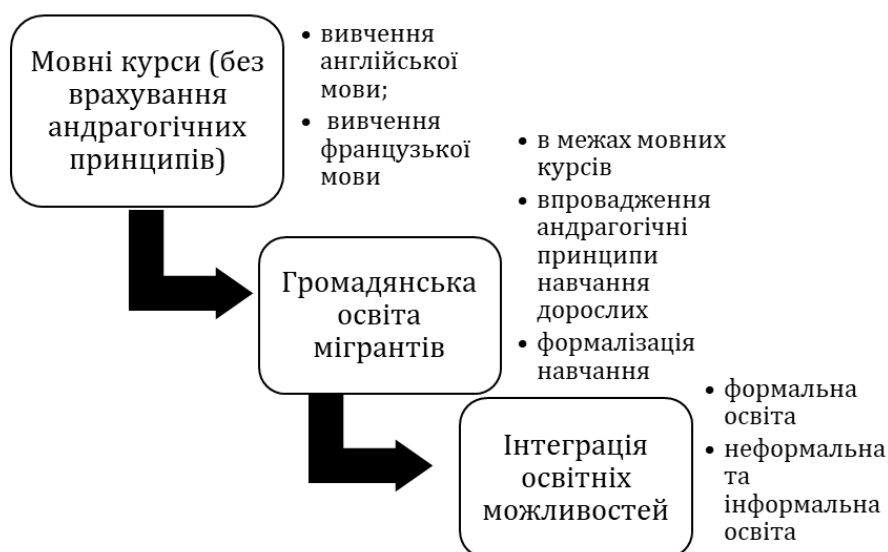 Мовні курси (без
врахування
андрагогічних
принципів)
• вивчення
англійської
мови;
• вивчення
французької
мови
Громадянська
освіта
мігрантів
• в межах мовних
курсів
• впровадження
андрагогічні
принципи
навчання
дорослих
• формалізація
навчання
Інтеграція
освітніх
можливостей
• формальна
освіта
• неформальна
та
інформальна
освіта